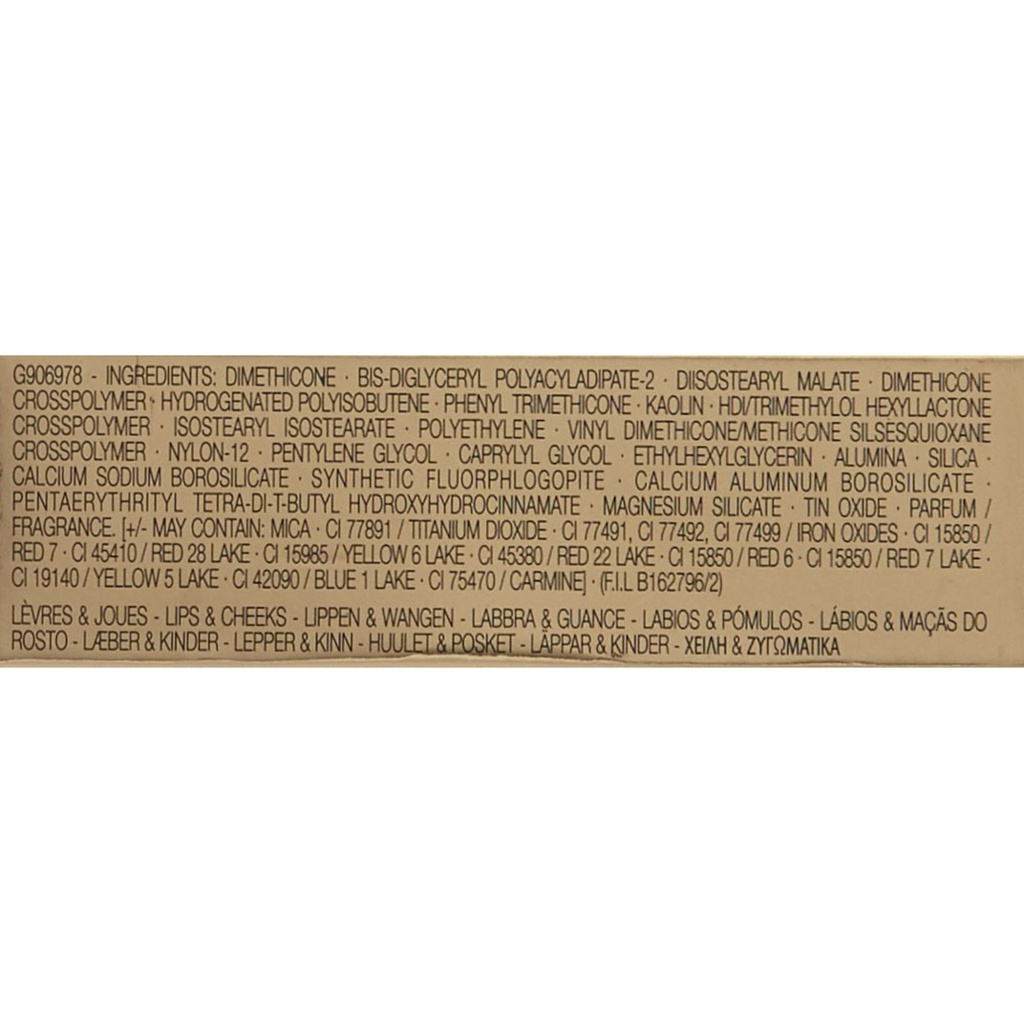 G906978 - INGREDIENTS: DIMETHICONE · BIS-DIGLYCERYL POLYACYLADIPATE-2 · DIISOSTEARYL MALATE · DIMETHICONE
CROSSPOLYMER · HYDROGENATED POLYISOBUTENE · PHENYL TRIMETHICONE · KAOLIN · HDI/TRIMETHYLOL HEXYLLACTONE
CROSSPOLYMER · ISOSTEARYL ISOSTEARATE · POLYETHYLENE · VINYL DIMETHICONE/METHICONE SILSESQUIOXANE
CROSSPOLYMER · NYLON-12 · PENTYLENE GLYCOL · CAPRYLYL GLYCOL · ETHYLHEXYLGLYCERIN · ALUMINA · SILICA ·
CALCIUM SODIUM BOROSILICATE · SYNTHETIC FLUORPHLOGOPITE · CALCIUM ALUMINUM BOROSILICATE ·
PENTAERYTHRITYL TETRA-DI-T-BUTYL HYDROXYHYDROCINNAMATE · MAGNESIUM SILICATE · TIN OXIDE · PARFUM /
FRAGRANCE. [+/- MAY CONTAIN: MICA · CI 77891 / TITANIUM DIOXIDE · CI 77491, CI 77492, CI 77499 / IRON OXIDES · CI 15850 /
RED 7 · CI 45410 / RED 28 LAKE · CI 15985 / YELLOW 6 LAKE · CI 45380 / RED 22 LAKE · CI 15850 / RED 6 · CI 15850 / RED 7 LAKE ·
CI 19140 / YELLOW 5 LAKE · CI 42090 / BLUE 1 LAKE · CI 75470 / CARMINE] · (F.I.L B162796/2)
LÈVRES & JOUES - LIPS & CHEEKS - LIPPEN & WANGEN - LABBRA & GUANCE - LABIOS & PÓMULOS - LÁBIOS & MAÇÃS DO
ROSTO - LÆBER & KINDER - LEPPER & KINN - HUULET & POSKET - LÄPPAR & KINDER - ΧΕΙΛΗ & ΖΥΓΩΜΑΤΙΚΑ